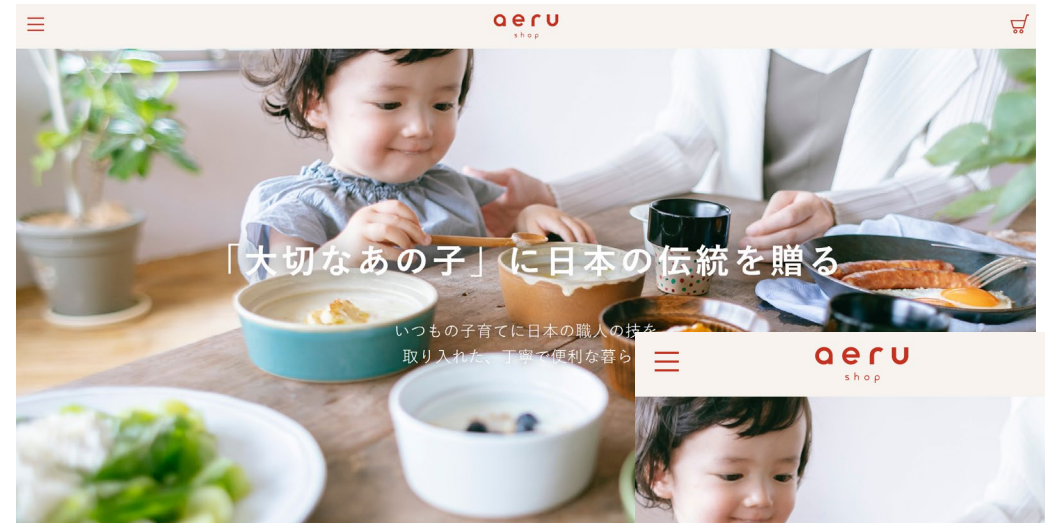 aeru
shop
「大切なあの子」に日本の伝統を贈る
いつもの子育てに日本の職人の技を
取り入れた、丁寧で便利な暮ら
aeru
shop